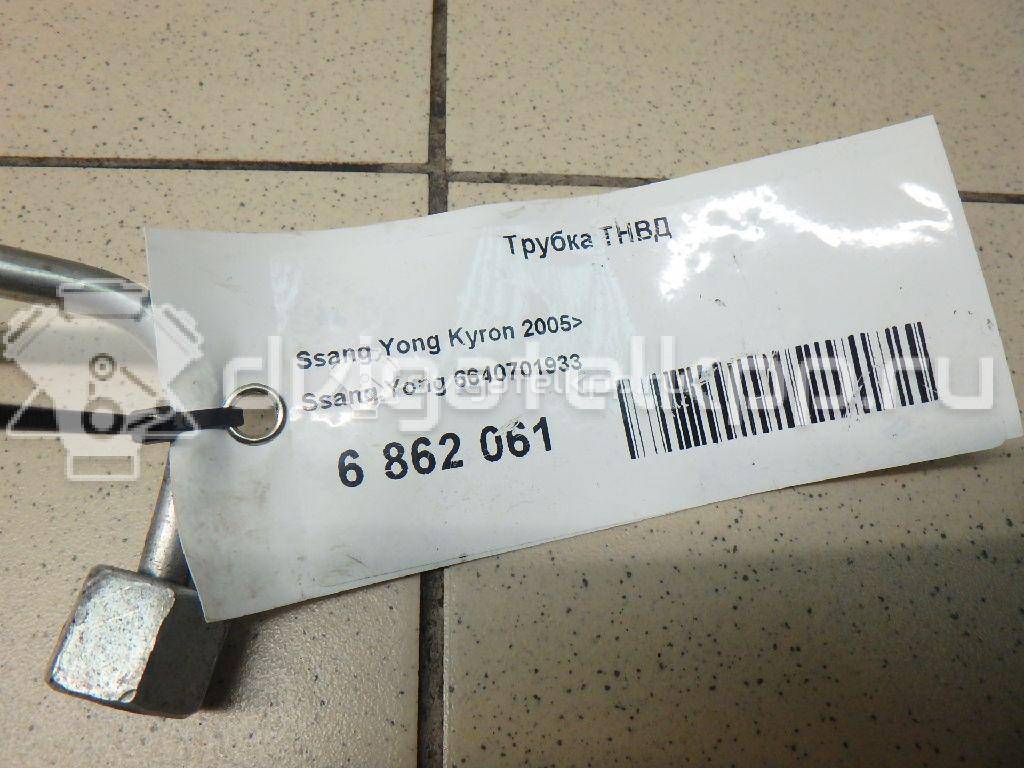 Трубка ТНВД
Ssang Yong Kyron 2005>
Ssang Yong 6640701933
6 862 061